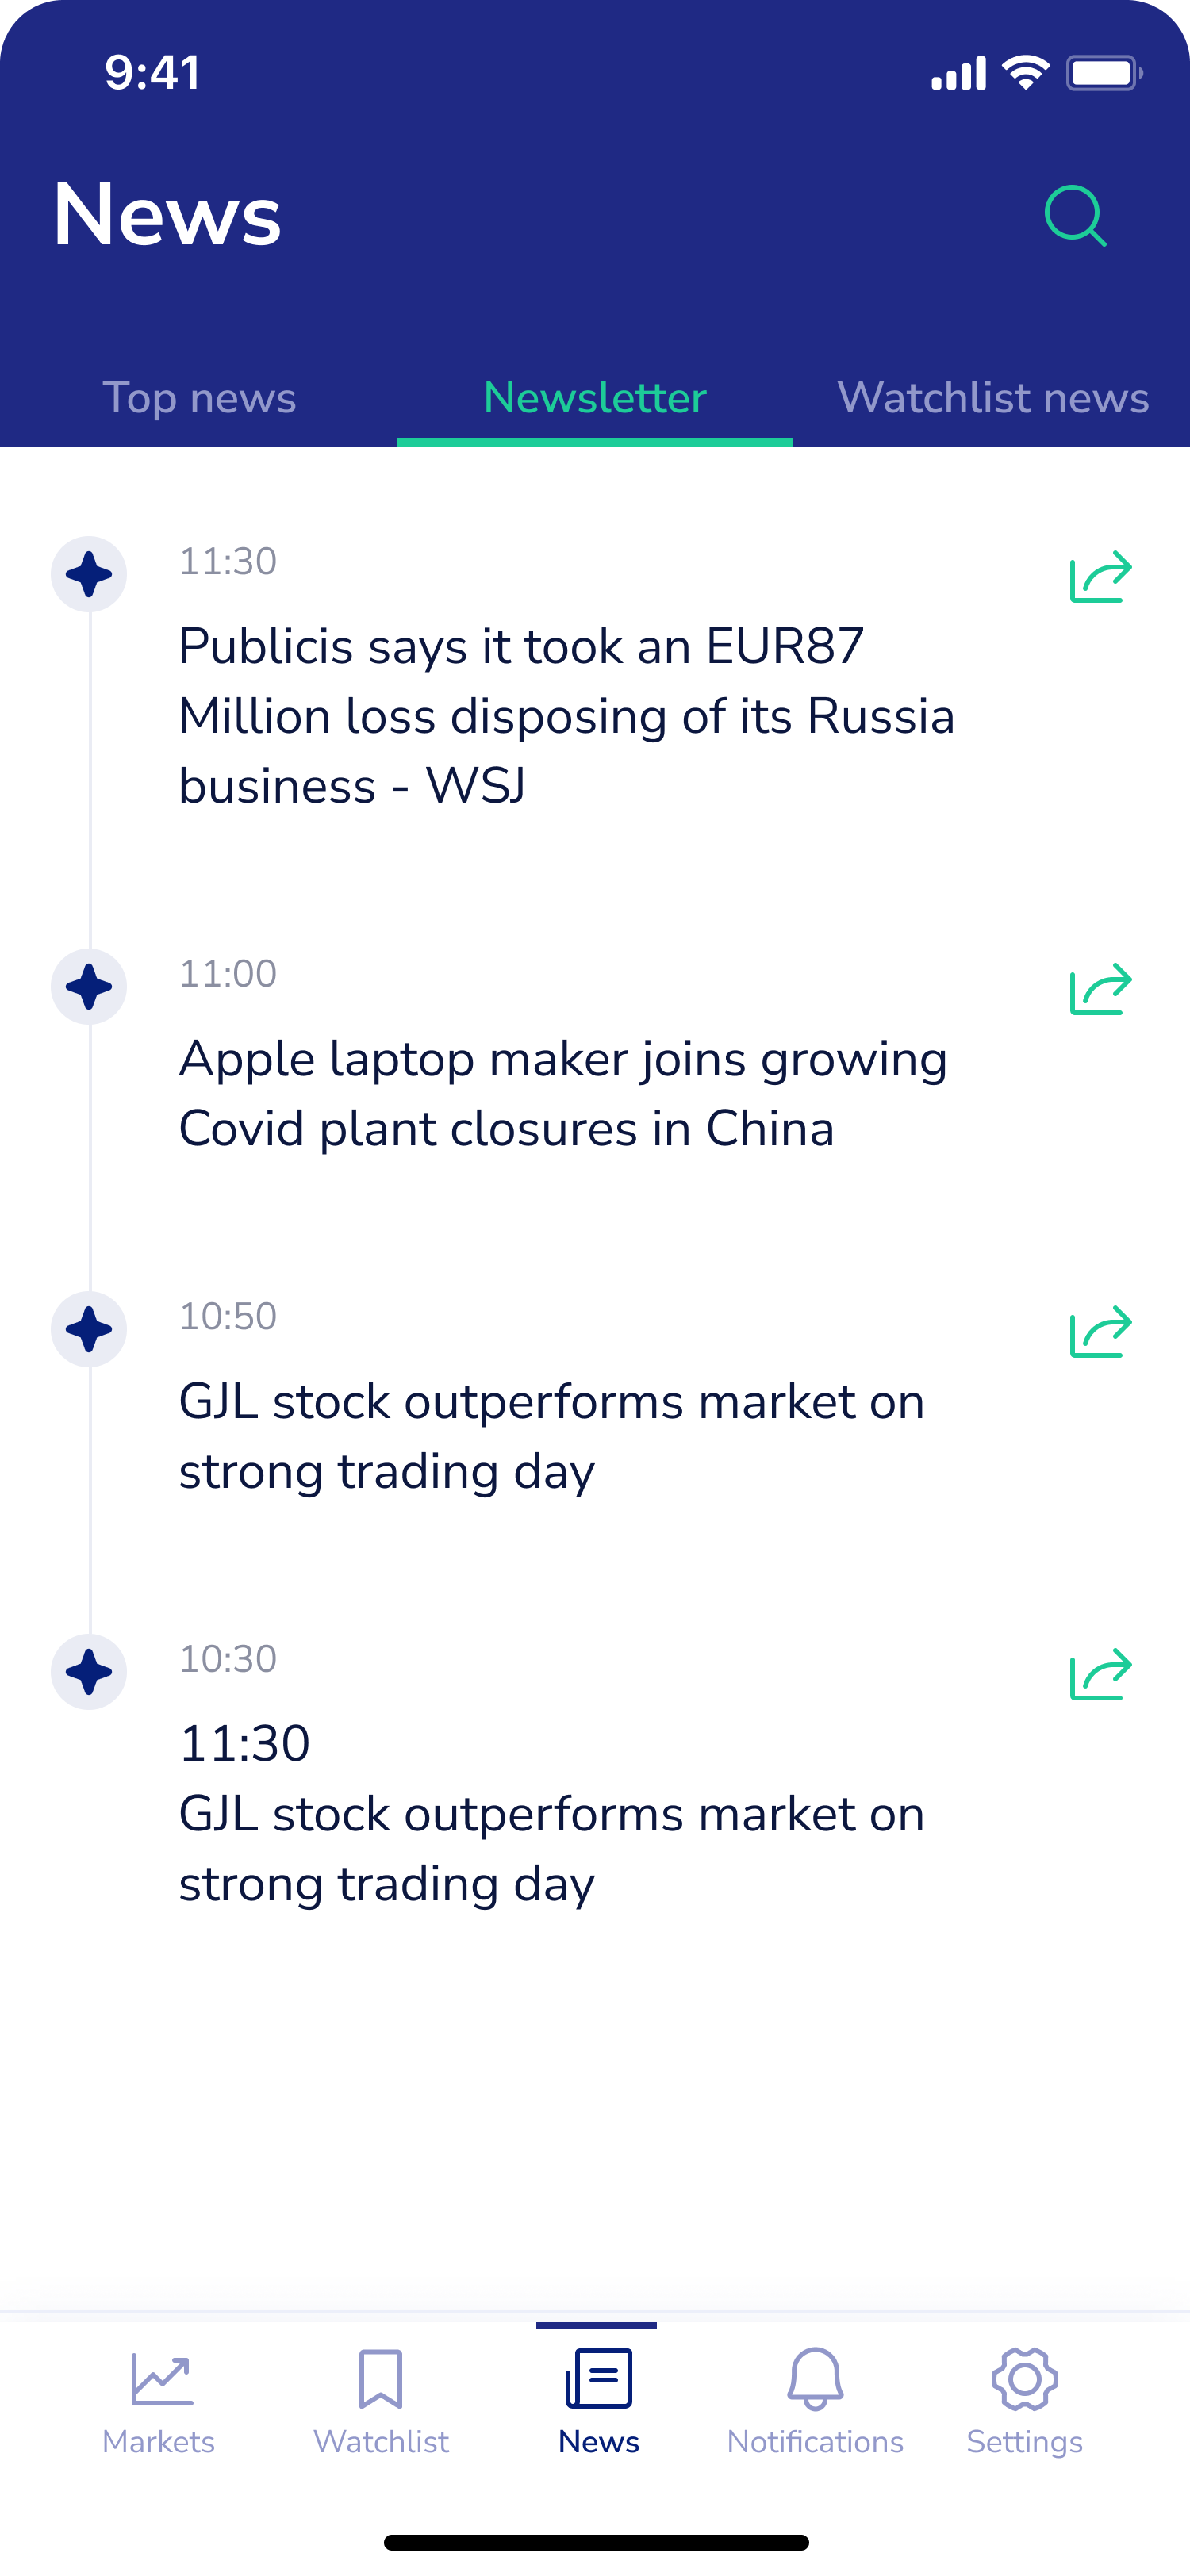 9:41
News
Top news
Newsletter
Watchlist news
11:30
Publicis says it took an EUR87
Million loss disposing of its Russia
business - WSJ
11:00
Apple laptop maker joins growing
Covid plant closures in China
10:50
GJL stock outperforms market on
strong trading day
10:30
11:30
GJL stock outperforms market on
strong trading day
Markets
Watchlist
News
Notifications
Settings